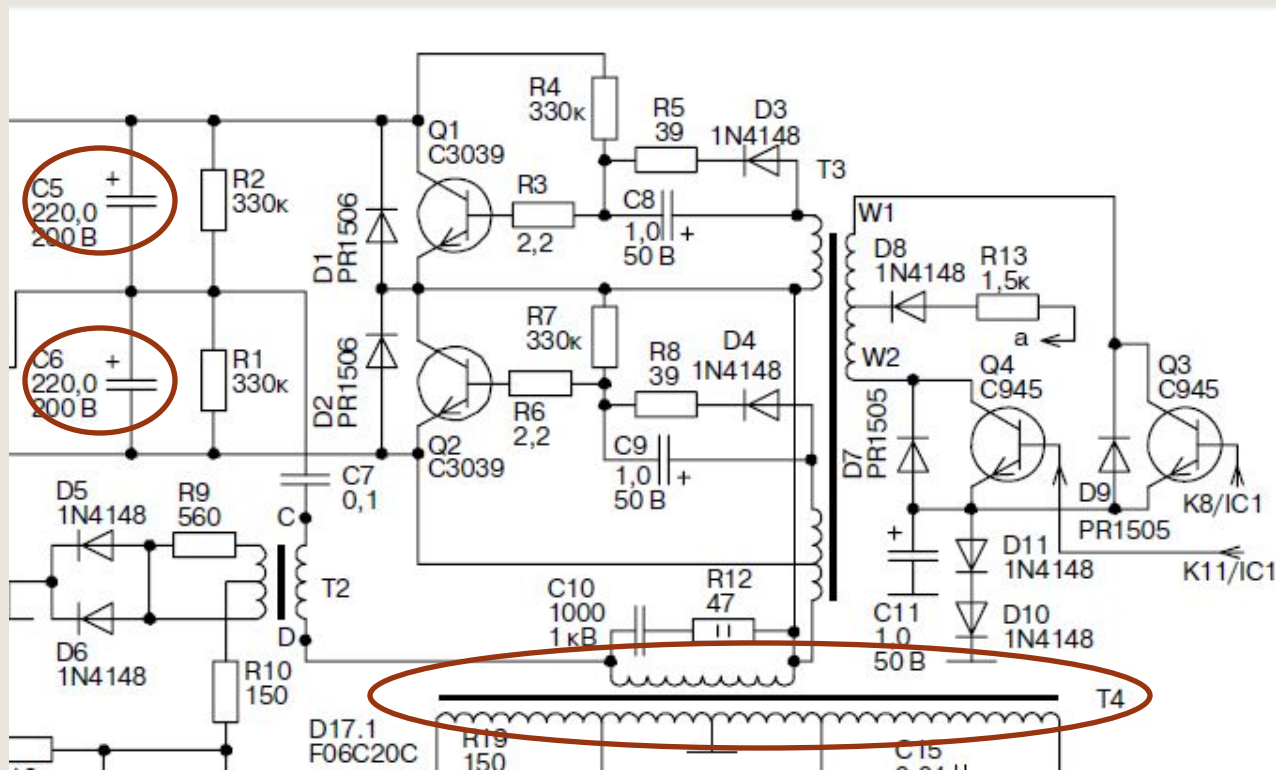 R4
330к
R5
39
D3
1N4148
T3
Q1
C3039
C5
+
220,0
200 В
R2
330к
R3
2,2
C8
1,0
+
50 В
D1
PR1506
W1
D8
1N4148
R13
1,5к
a
R7
330к
R8
39
D4
1N4148
W2
Q4
C945
Q3
C945
C6
+
220,0
200 В
R1
330к
D2
PR1506
R6
2,2
Q2
C3039
C9
1,0
+
50 В
D7
PR1505
D9
PR1505
K8/IC1
K11/IC1
C7
0,1
D5
1N4148
R9
560
C
T2
D
D6
1N4148
R10
150
C10
1000
1 кВ
R12
47
+
C11
1,0
50 В
D11
1N4148
D10
1N4148
T4
D17.1
F06C20C
R19
150
C15